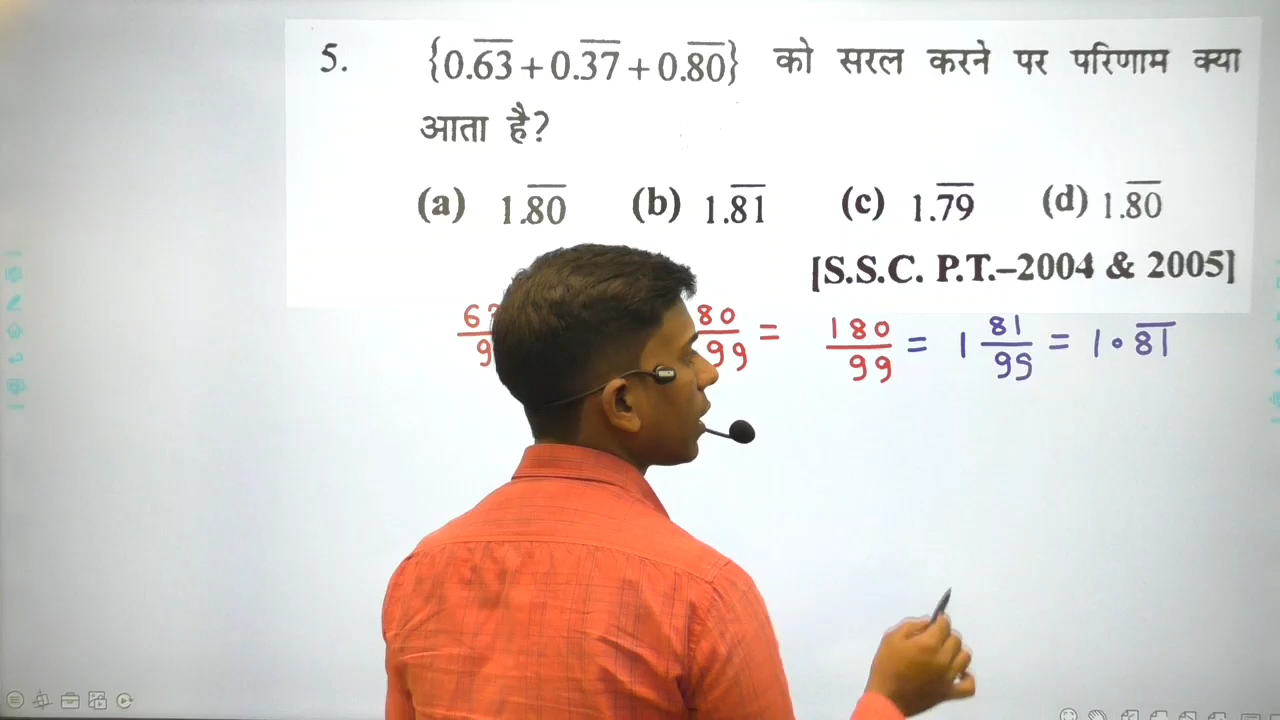 5. {0.6̅3̅ + 0.3̅7̅ + 0.8̅0̅} को सरल करने पर परिणाम क्या
आता है?
(a) 1.8̅0̅ (b) 1.8̅1̅ (c) 1.7̅9̅ (d) 1.8̅0̅
[S.S.C. P.T.–2004 & 2005]
80/99 = 180/99 = 1 81/99 = 1.8̅1̅